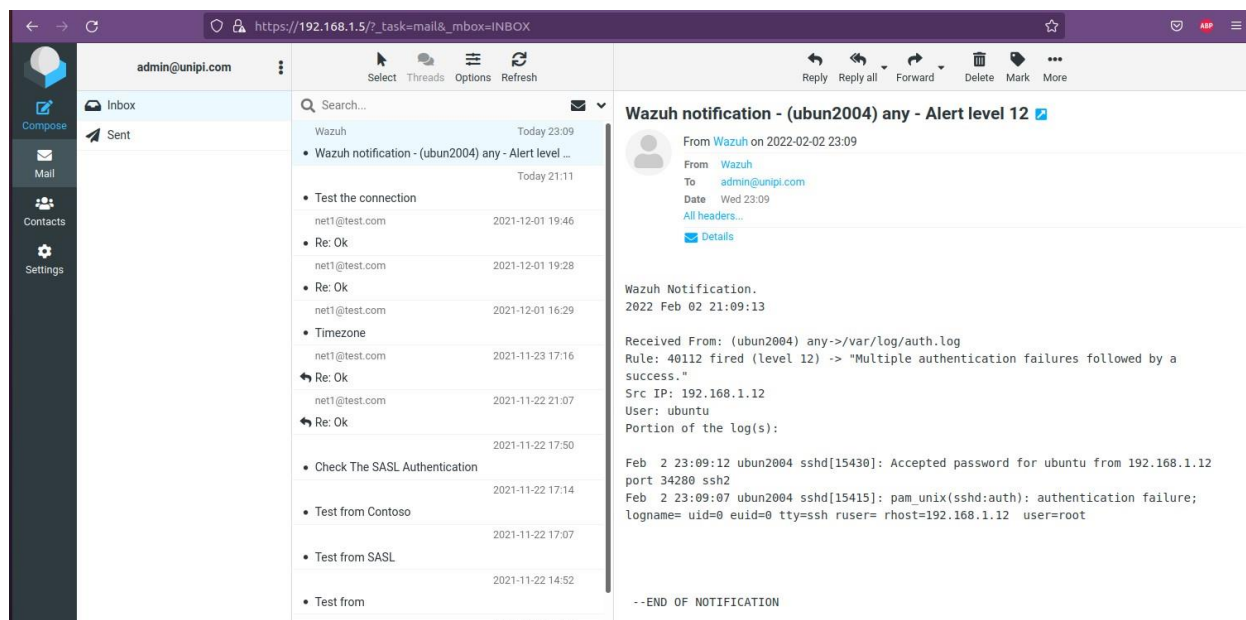 https://192.168.1.5/?_task=mail&_mbox=INBOX
ABP
admin@unipi.com
Compose
Mail
Contacts
Settings
Inbox
Sent
Select Threads Options Refresh
Search...
Wazuh Today 23:09
• Wazuh notification - (ubun2004) any - Alert level ...
Today 21:11
• Test the connection
net1@test.com 2021-12-01 19:46
• Re: Ok
net1@test.com 2021-12-01 19:28
• Re: Ok
net1@test.com 2021-12-01 16:29
• Timezone
net1@test.com 2021-11-23 17:16
Re: Ok
net1@test.com 2021-11-22 21:07
Re: Ok
2021-11-22 17:50
• Check The SASL Authentication
2021-11-22 17:14
• Test from Contoso
2021-11-22 17:07
• Test from SASL
2021-11-22 14:52
• Test from
Reply Reply all Forward Delete Mark More
Wazuh notification - (ubun2004) any - Alert level 12
From Wazuh on 2022-02-02 23:09
From Wazuh
To admin@unipi.com
Date Wed 23:09
All headers...
Details
Wazuh Notification.
2022 Feb 02 21:09:13
Received From: (ubun2004) any->/var/log/auth.log
Rule: 40112 fired (level 12) -> "Multiple authentication failures followed by a
success."
Src IP: 192.168.1.12
User: ubuntu
Portion of the log(s):
Feb  2 23:09:12 ubun2004 sshd[15430]: Accepted password for ubuntu from 192.168.1.12
port 34280 ssh2
Feb  2 23:09:07 ubun2004 sshd[15415]: pam_unix(sshd:auth): authentication failure;
logname= uid=0 euid=0 tty=ssh ruser= rhost=192.168.1.12  user=root
--END OF NOTIFICATION